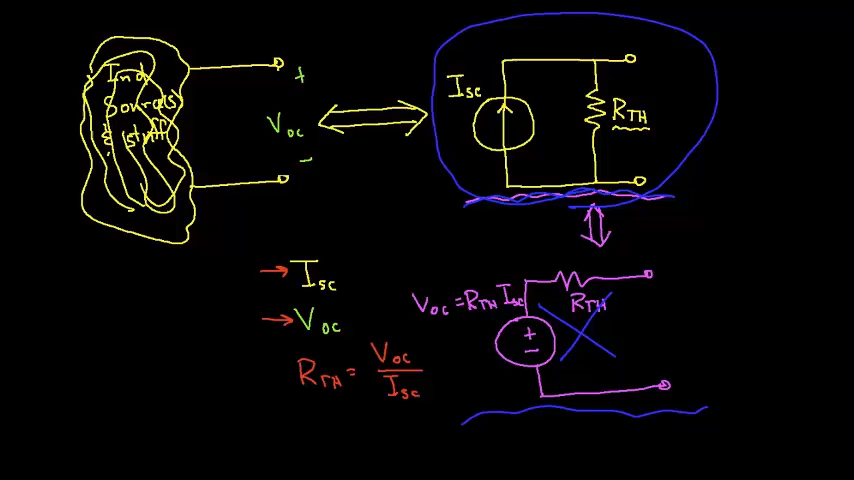 Ind
Source(s)
& stuff
+
Voc
-
Isc
RTH
→ Isc
→ Voc
RTH = Voc / Isc
Voc = RTH Isc
RTH
+
-